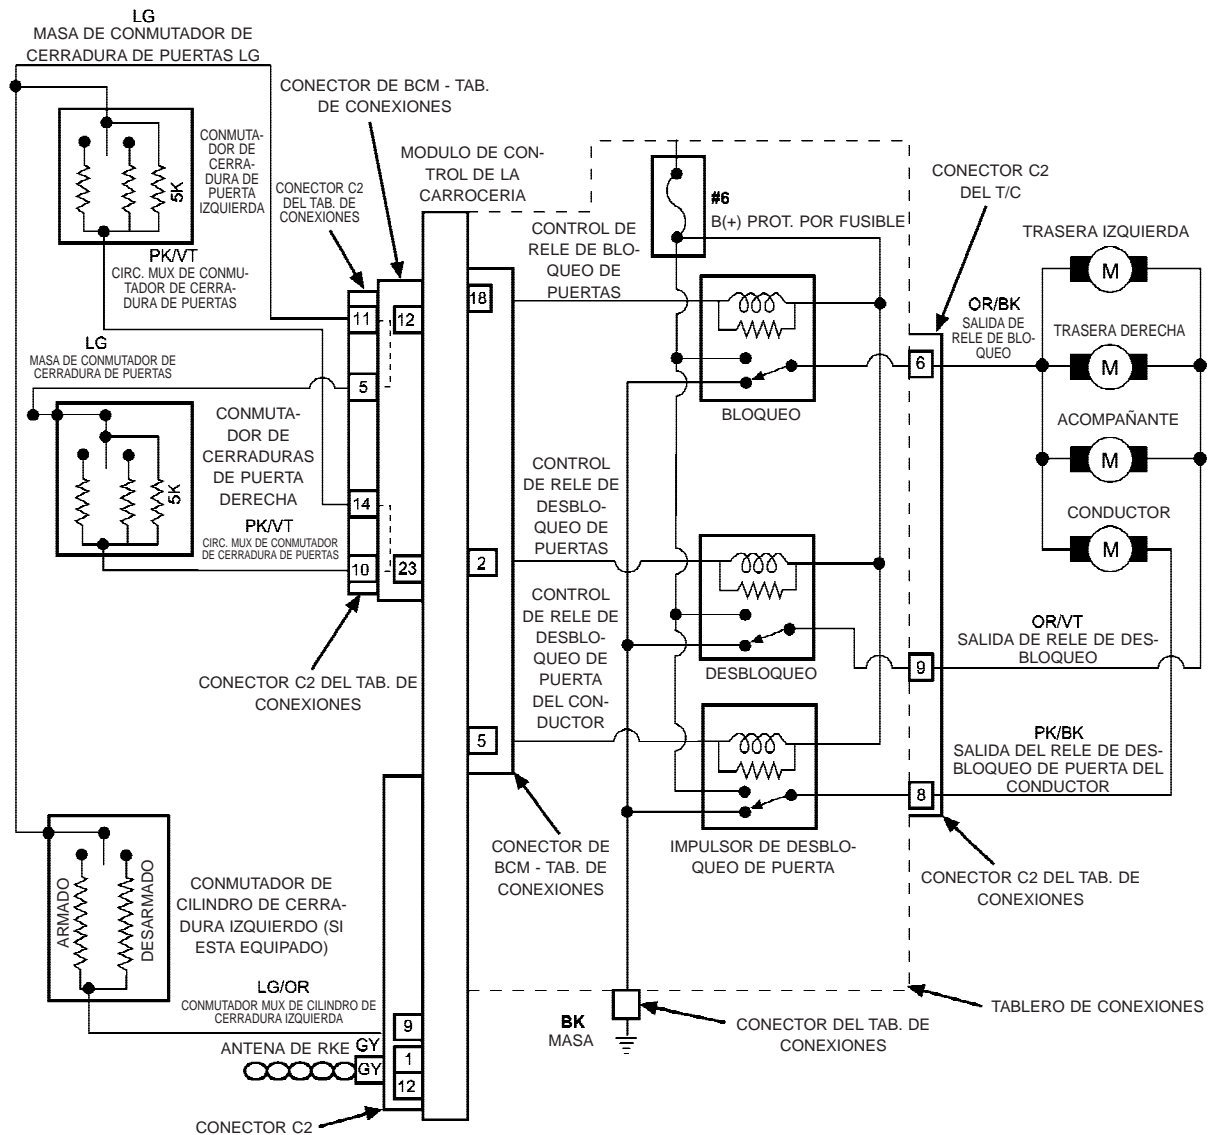 LG
MASA DE CONMUTADOR DE
CERRADURA DE PUERTAS LG
CONECTOR DE BCM - TAB.
DE CONEXIONES
CONMUTA-
DOR DE
CERRA-
DURA DE
PUERTA
IZQUIERDA
5K
PK/VT
CIRC. MUX DE CONMU-
TADOR DE CERRA-
DURA DE PUERTAS
CONECTOR C2
DEL TAB. DE
CONEXIONES
MODULO DE CON-
TROL DE LA
CARROCERIA
#6
B(+) PROT. POR FUSIBLE
CONECTOR C2
DEL T/C
TRASERA IZQUIERDA
M
CONTROL DE
RELE DE BLO-
QUEO DE
PUERTAS
11
12
18
OR/BK
SALIDA DE
RELE DE BLO-
QUEO
TRASERA DERECHA
M
LG
MASA DE CONMUTADOR DE
CERRADURA DE PUERTAS
5
6
BLOQUEO
CONMUTA-
DOR DE
CERRADURAS
DE PUERTA
DERECHA
5K
ACOMPAÑANTE
M
CONTROL
DE RELE DE
DESBLO-
QUEO DE
PUERTAS
14
PK/VT
CIRC. MUX DE CONMUTADOR
DE CERRADURA DE PUERTAS
10
23
2
CONDUCTOR
M
CONTROL
DE RELE DE
DESBLO-
QUEO DE
PUERTA
DEL CON-
DUCTOR
DESBLOQUEO
OR/VT
SALIDA DE RELE DE DES-
BLOQUEO
9
CONECTOR C2 DEL TAB. DE
CONEXIONES
5
PK/BK
SALIDA DEL RELE DE DES-
BLOQUEO DE PUERTA DEL
CONDUCTOR
8
CONECTOR DE
BCM - TAB. DE
CONEXIONES
IMPULSOR DE DESBLO-
QUEO DE PUERTA
CONECTOR C2 DEL TAB. DE
CONEXIONES
ARMADO
DESARMADO
CONMUTADOR DE
CILINDRO DE CERRA-
DURA IZQUIERDO (SI
ESTA EQUIPADO)
LG/OR
CONMUTADOR MUX DE CILINDRO DE
CERRADURA IZQUIERDA
9
ANTENA DE RKE
GY
GY
1
12
CONECTOR C2
BK
MASA
CONECTOR DEL TAB. DE
CONEXIONES
TABLERO DE CONEXIONES